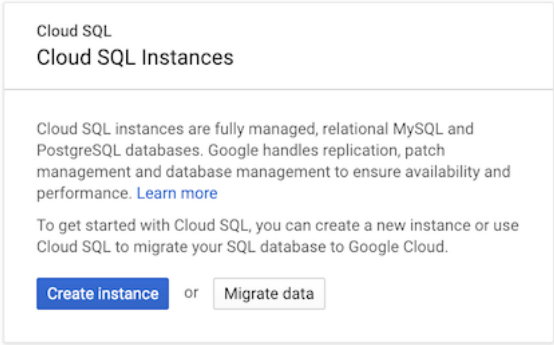 Cloud SQL
Cloud SQL Instances
Cloud SQL instances are fully managed, relational MySQL and
PostgreSQL databases. Google handles replication, patch
management and database management to ensure availability and
performance. Learn more
To get started with Cloud SQL, you can create a new instance or use
Cloud SQL to migrate your SQL database to Google Cloud.
Create instance or Migrate data